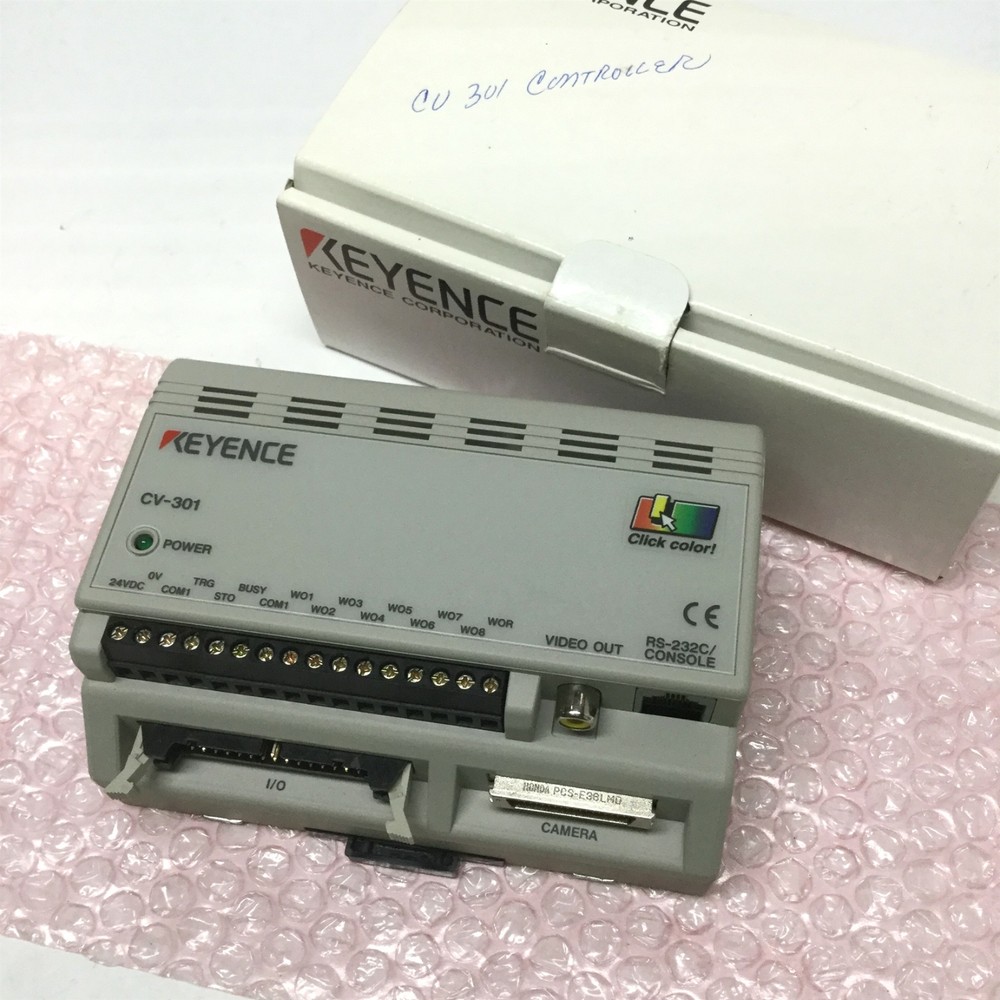 CV 301 CONTROLLER
KEYENCE
KEYENCE CORPORATION
KEYENCE
CV-301
Click color!
POWER
24VDC 0V COM1 TRG STO BUSY COM1 WO1 WO2 WO3 WO4 WO5 WO6 WO7 WO8 WOR
CE
VIDEO OUT
RS-232C/
CONSOLE
I/O
HONDA PCS-E38LMD
CAMERA